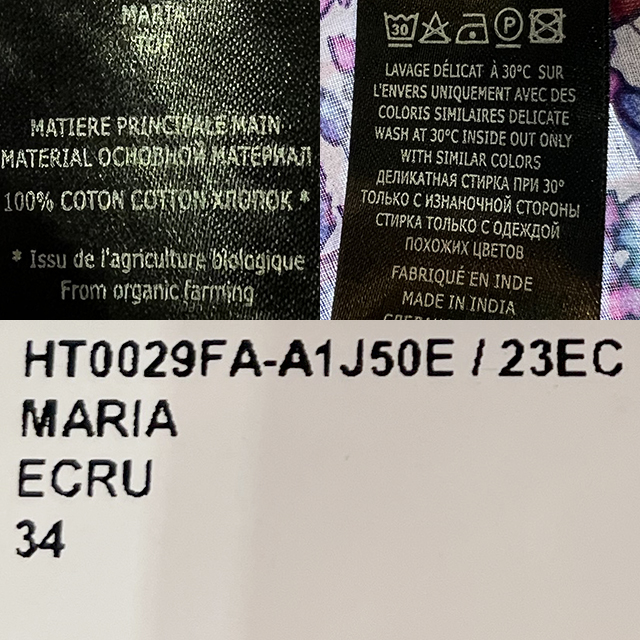 MARIA
TOP
MATIERE PRINCIPALE MAIN
MATERIAL ОСНОВНОЙ МАТЕРИАЛ
100% COTON COTTON ХЛОПОК *
* Issu de l'agriculture biologique
From organic farming
30 P
LAVAGE DÉLICAT À 30°C SUR
L'ENVERS UNIQUEMENT AVEC DES
COLORIS SIMILAIRES DELICATE
WASH AT 30°C INSIDE OUT ONLY
WITH SIMILAR COLORS
ДЕЛИКАТНАЯ СТИРКА ПРИ 30°
ТОЛЬКО С ИЗНАНОЧНОЙ СТОРОНЫ
СТИРКА ТОЛЬКО С ОДЕЖДОЙ
ПОХОЖИХ ЦВЕТОВ
FABRIQUÉ EN INDE
MADE IN INDIA
HT0029FA-A1J50E / 23EC
MARIA
ECRU
34